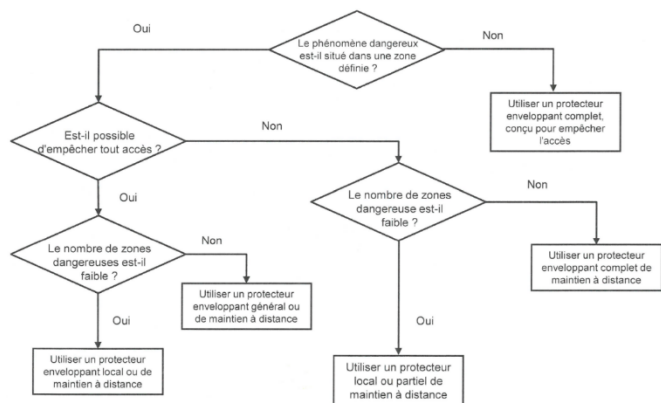 Oui
Le phénomène dangereux
est-il situé dans une zone
définie ?
Non
Utiliser un protecteur
enveloppant complet,
conçu pour empêcher
l'accès
Est-il possible
d'empêcher tout accès ?
Non
Oui
Le nombre de zones
dangereuse est-il
faible ?
Non
Le nombre de zones
dangereuses est-il
faible ?
Non
Utiliser un protecteur
enveloppant complet de
maintien à distance
Utiliser un protecteur
enveloppant général ou
de maintien à distance
Oui
Oui
Utiliser un protecteur
enveloppant local ou de
maintien à distance
Utiliser un protecteur
local ou partiel de
maintien à distance